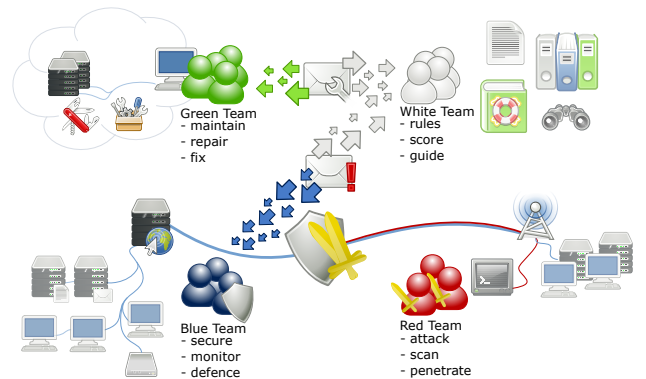 Green Team
- maintain
- repair
- fix
White Team
- rules
- score
- guide
Blue Team
- secure
- monitor
- defence
Red Team
- attack
- scan
- penetrate